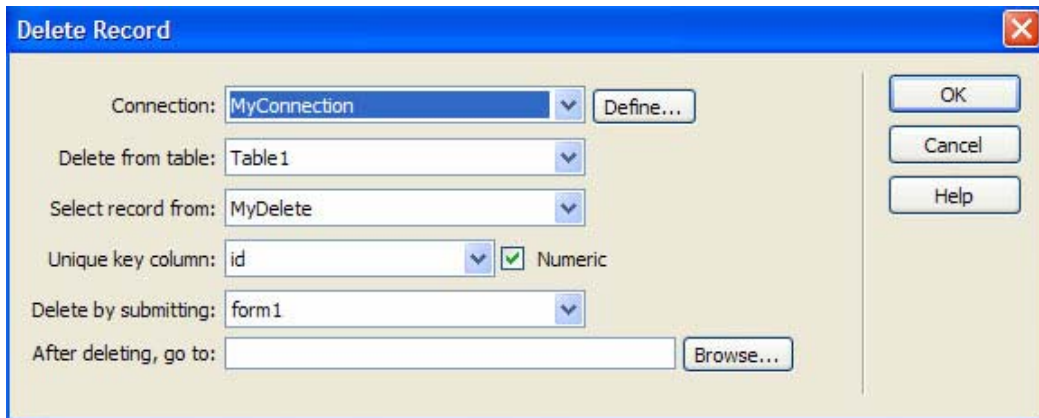 Delete Record
Connection: MyConnection Define... OK
Delete from table: Table1 Cancel
Select record from: MyDelete Help
Unique key column: id Numeric
Delete by submitting: form1
After deleting, go to: Browse...